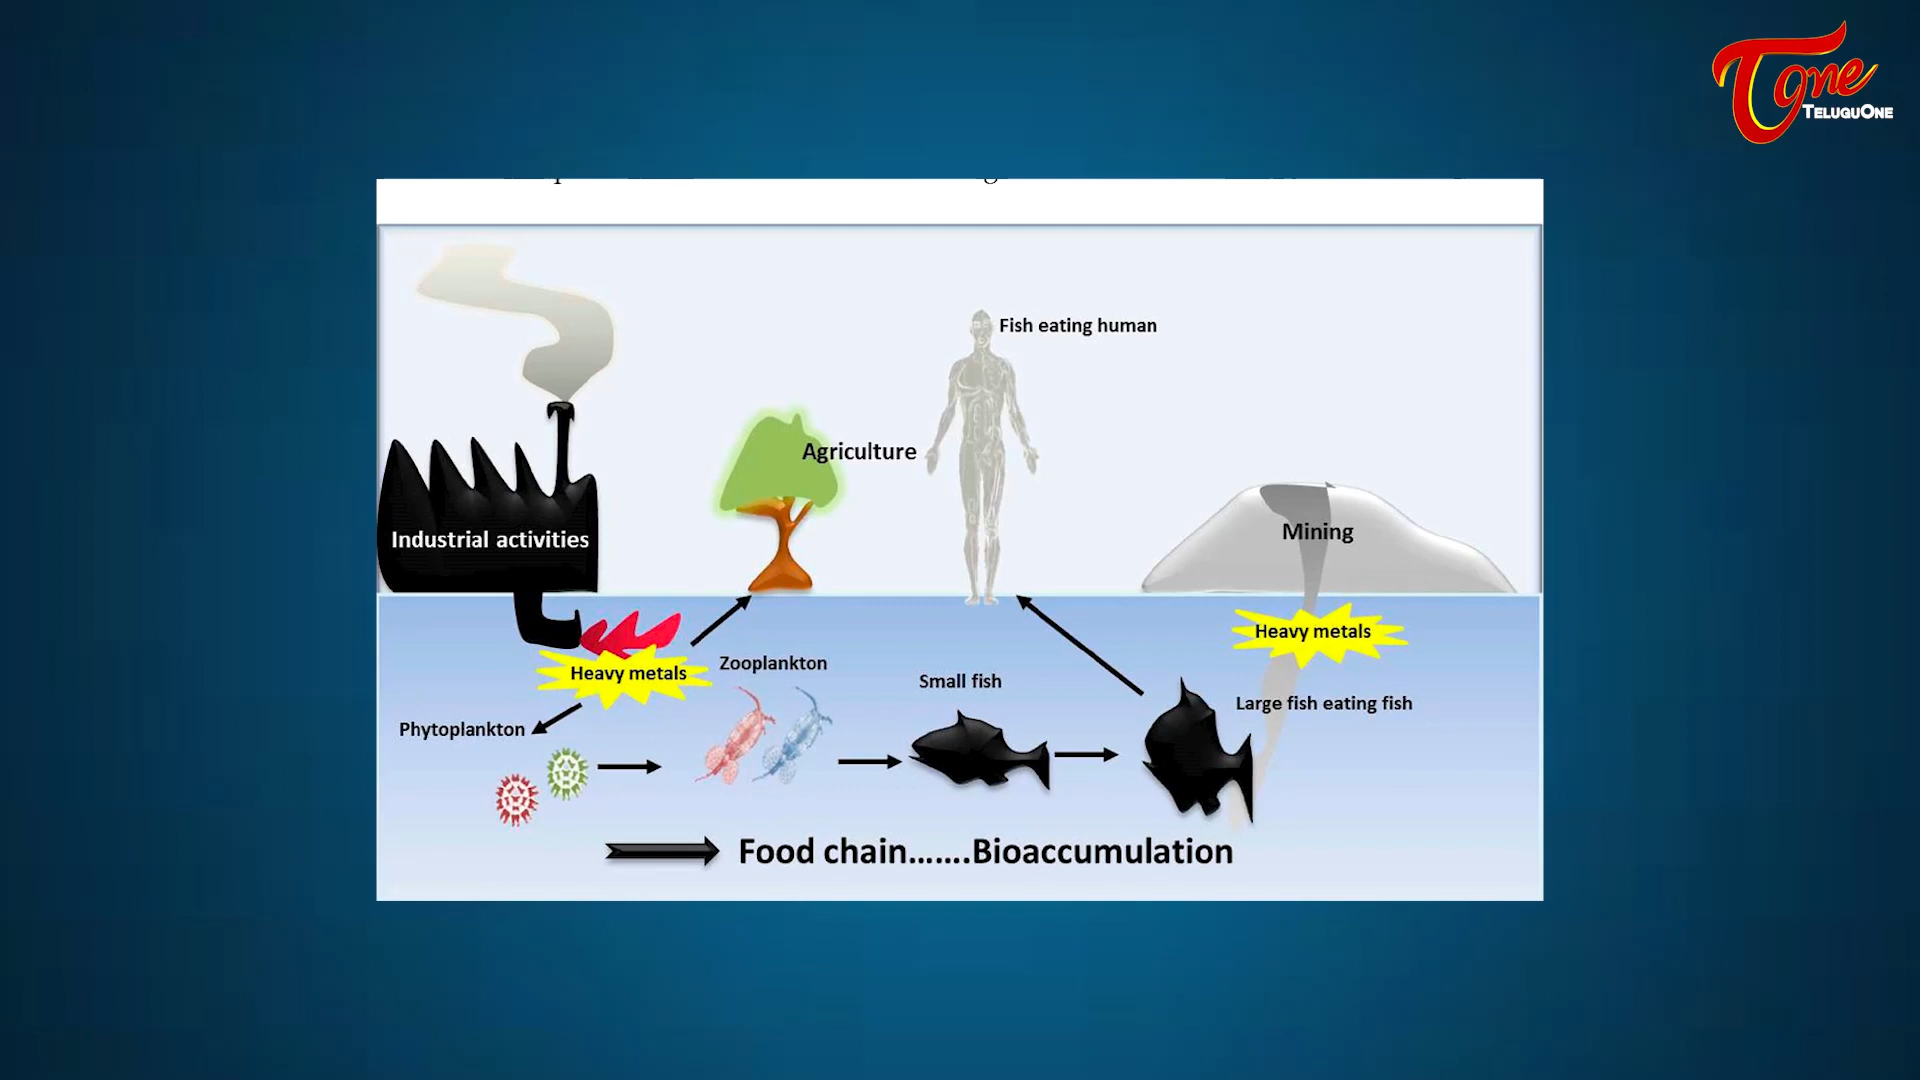 Tone
TELUGUONE
Fish eating human
Agriculture
Industrial activities
Mining
Heavy metals
Heavy metals
Zooplankton
Small fish
Large fish eating fish
Phytoplankton
Food chain.......Bioaccumulation